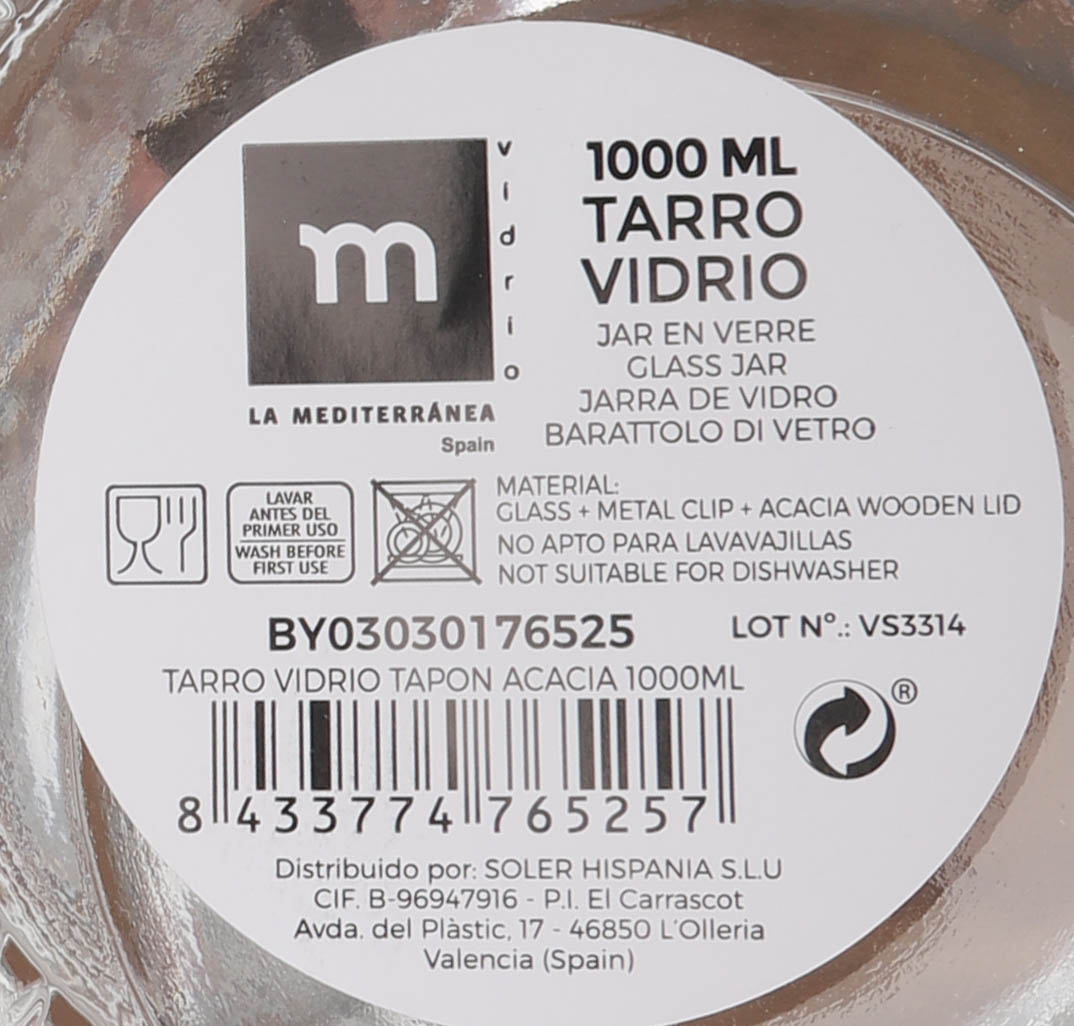 m
vidrio
LA MEDITERRÁNEA
Spain
1000 ML
TARRO
VIDRIO
JAR EN VERRE
GLASS JAR
JARRA DE VIDRO
BARATTOLO DI VETRO
LAVAR
ANTES DEL
PRIMER USO
WASH BEFORE
FIRST USE
MATERIAL:
GLASS + METAL CLIP + ACACIA WOODEN LID
NO APTO PARA LAVAVAJILLAS
NOT SUITABLE FOR DISHWASHER
BY03030176525
LOT Nº.: VS3314
TARRO VIDRIO TAPON ACACIA 1000ML
®
8 433774 765257
Distribuido por: SOLER HISPANIA S.L.U
CIF. B-96947916 - P.I. El Carrascot
Avda. del Plàstic, 17 - 46850 L'Olleria
Valencia (Spain)